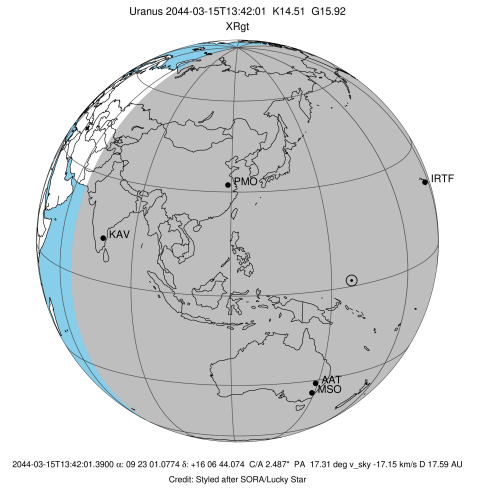 Uranus 2044-03-15T13:42:01 K14.51 G15.92
XRgt
PMO
IRTF
KAV
AAT
MSO
2044-03-15T13:42:01.3900 α: 09 23 01.0774 δ: +16 06 44.074 C/A 2.487" PA 17.31 deg v_sky -17.15 km/s D 17.59 AU
Credit: Styled after SORA/Lucky Star